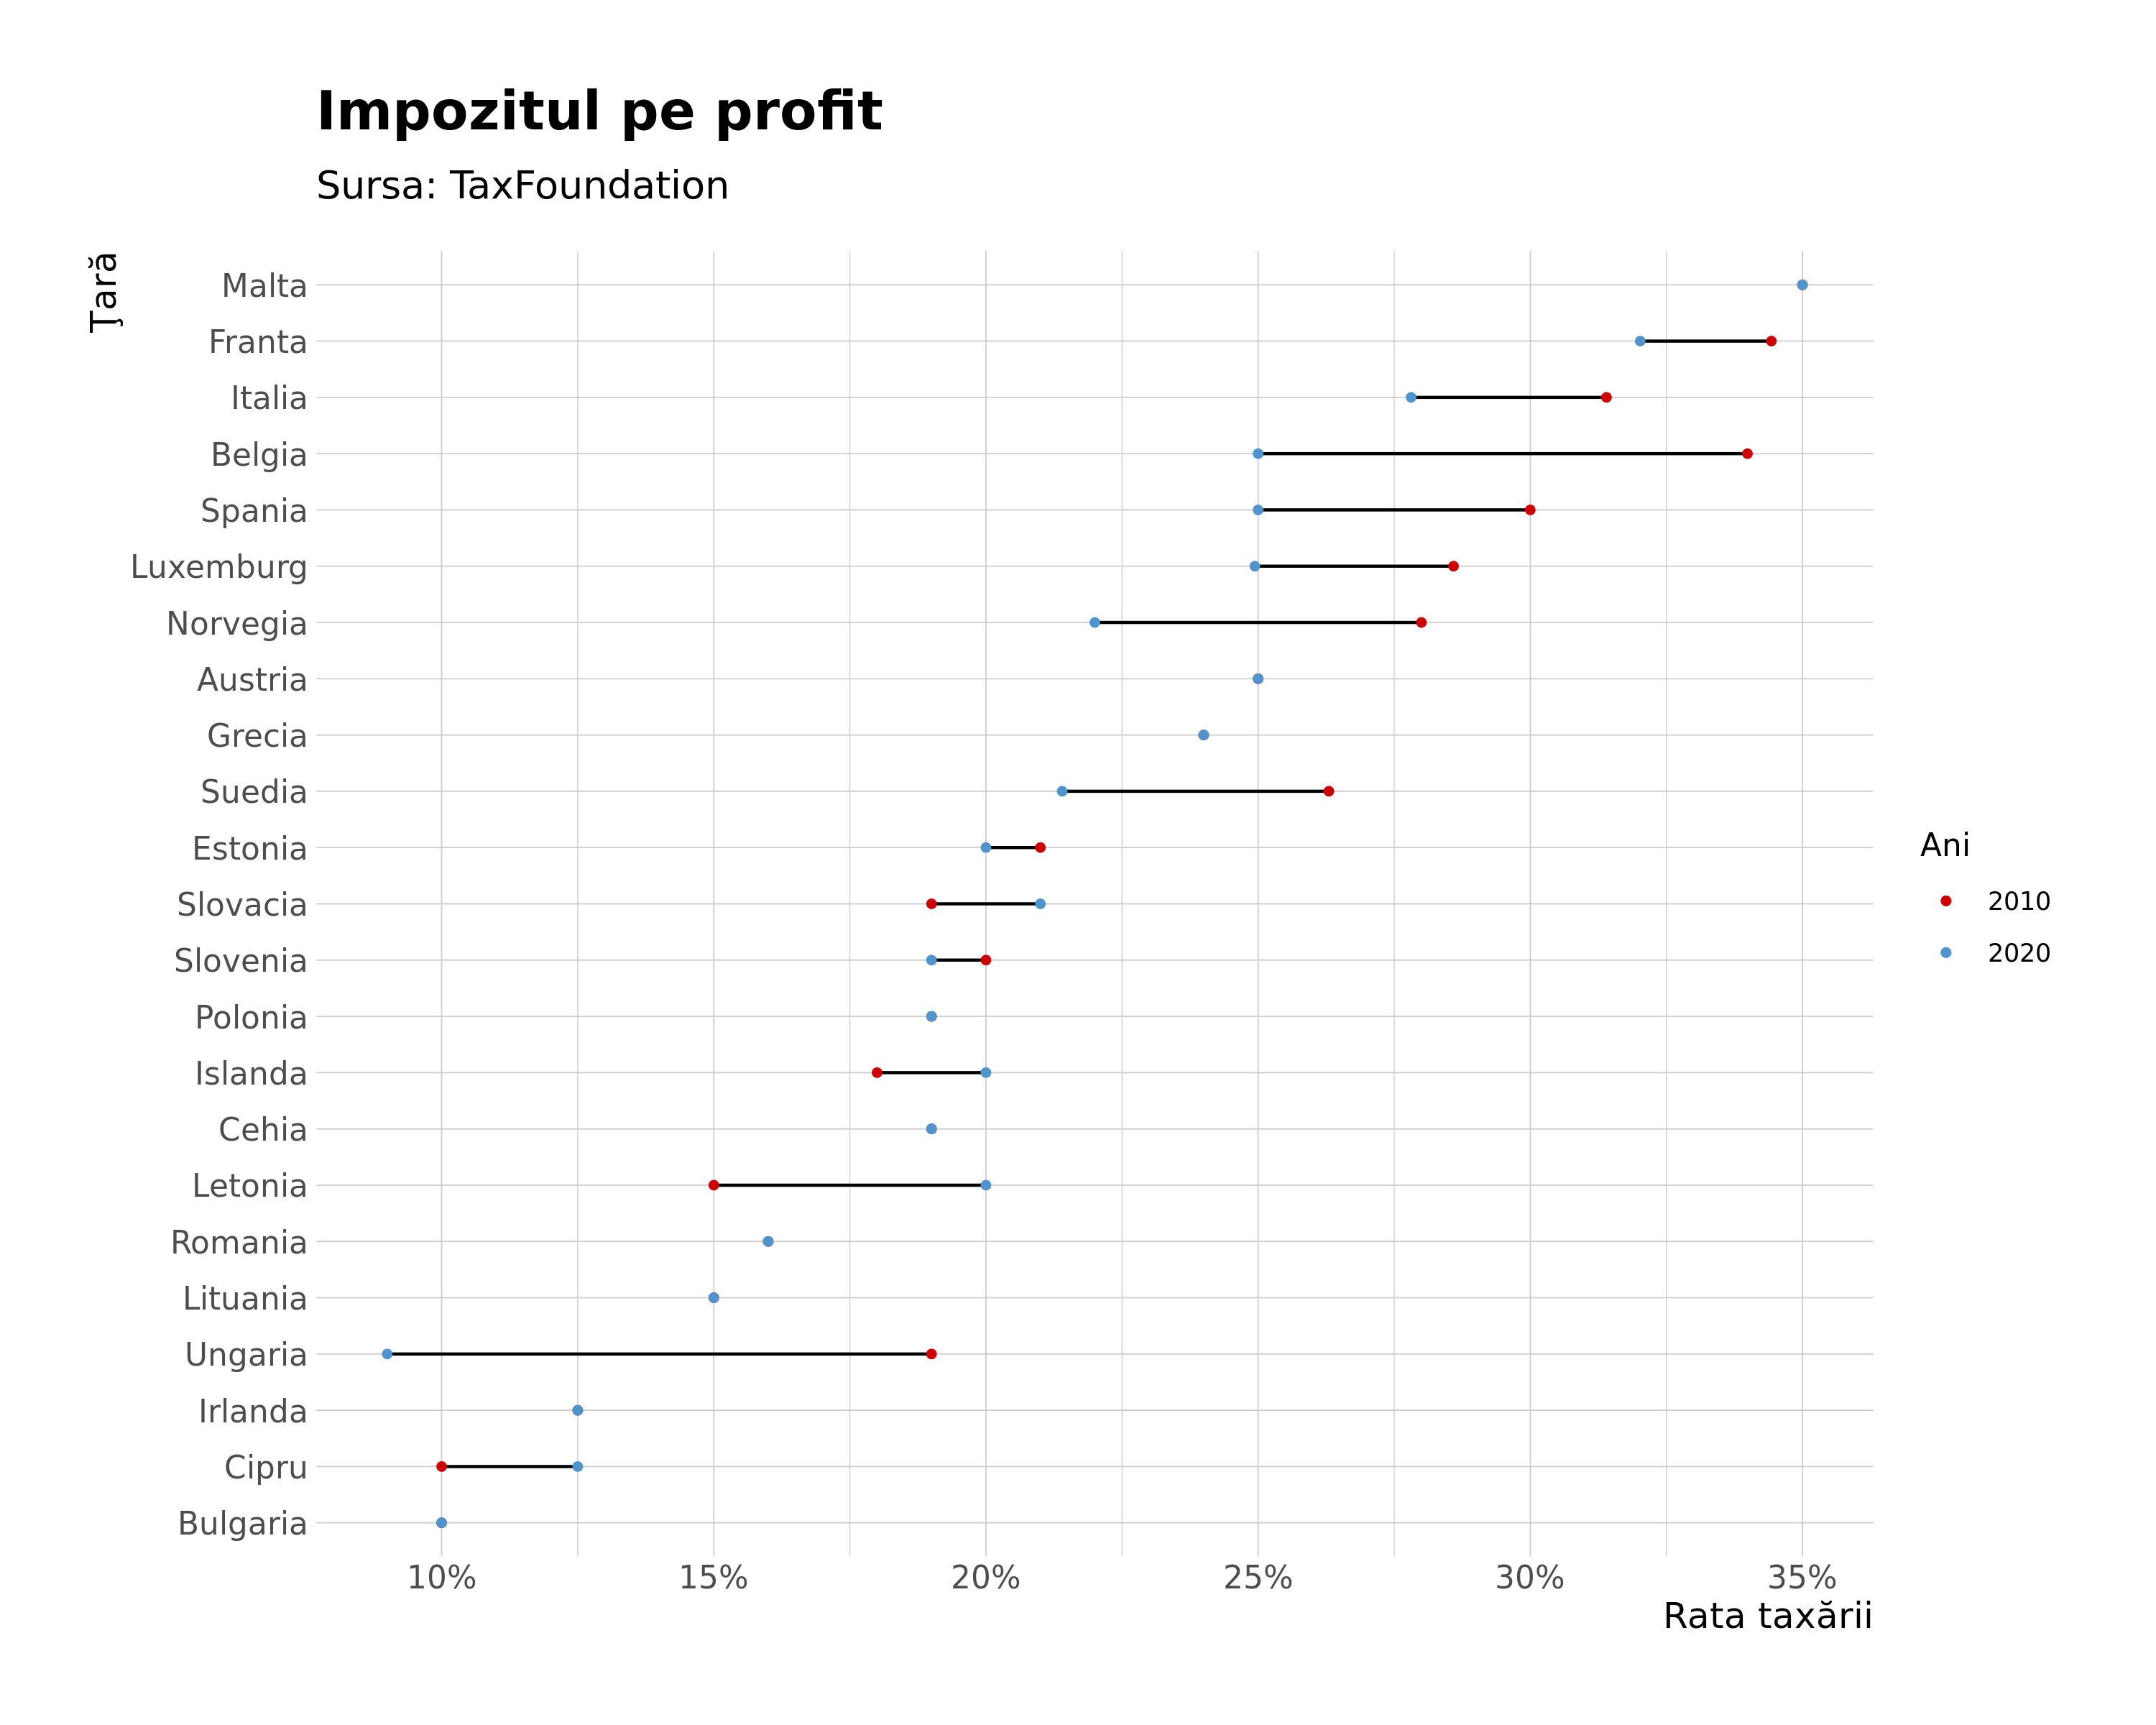 Impozitul pe profit
Sursa: TaxFoundation
Ţară
Malta
Franta
Italia
Belgia
Spania
Luxemburg
Norvegia
Austria
Grecia
Suedia
Estonia
Slovacia
Slovenia
Polonia
Islanda
Cehia
Letonia
Romania
Lituania
Ungaria
Irlanda
Cipru
Bulgaria
10% 15% 20% 25% 30% 35%
Rata taxării
Ani
2010
2020